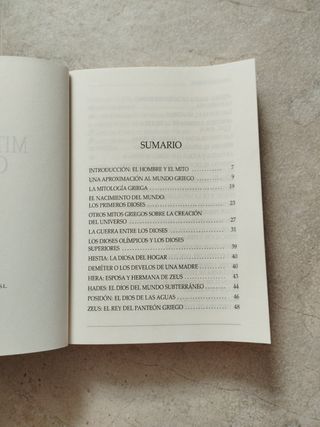 SUMARIO
INTRODUCCIÓN: EL HOMBRE Y EL MITO 7
UNA APROXIMACIÓN AL MUNDO GRIEGO 9
LA MITOLOGÍA GRIEGA 19
EL NACIMIENTO DEL MUNDO:
LOS PRIMEROS DIOSES 23
OTROS MITOS GRIEGOS SOBRE LA CREACIÓN
DEL UNIVERSO 27
LA GUERRA ENTRE LOS DIOSES 31
LOS DIOSES OLÍMPICOS Y LOS DIOSES
SUPERIORES 39
HESTIA: LA DIOSA DEL HOGAR 40
DEMÉTER O LOS DEVELOS DE UNA MADRE 40
HERA: ESPOSA Y HERMANA DE ZEUS 43
HADES: EL DIOS DEL MUNDO SUBTERRÁNEO 44
POSIDÓN: EL DIOS DE LAS AGUAS 46
ZEUS: EL REY DEL PANTEÓN GRIEGO 48